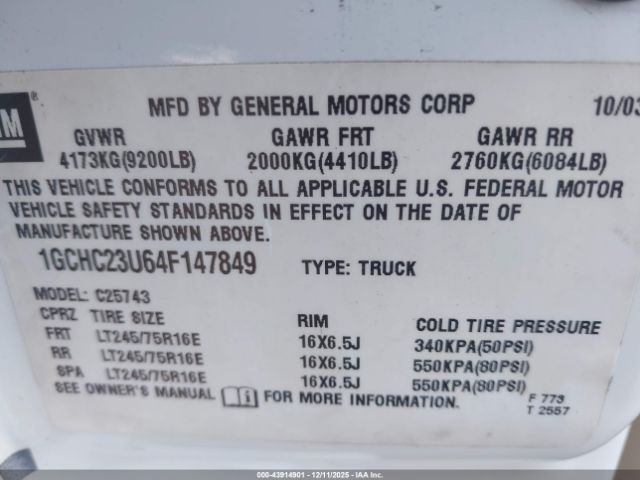 GM ®
MFD BY GENERAL MOTORS CORP 10/03
GVWR GAWR FRT GAWR RR
4173KG(9200LB) 2000KG(4410LB) 2760KG(6084LB)
THIS VEHICLE CONFORMS TO ALL APPLICABLE U.S. FEDERAL MOTOR
VEHICLE SAFETY STANDARDS IN EFFECT ON THE DATE OF
MANUFACTURE SHOWN ABOVE.
1GCHC23U64F147849 TYPE: TRUCK
MODEL: C25743
CPRZ TIRE SIZE RIM COLD TIRE PRESSURE
FRT LT245/75R16E 16X6.5J 340KPA(50PSI)
RR LT245/75R16E 16X6.5J 550KPA(80PSI)
SPA LT245/75R16E 16X6.5J 550KPA(80PSI)
SEE OWNER'S MANUAL FOR MORE INFORMATION. F 773
T 2557
000-43914901 - 12/11/2025 - IAAI.COM